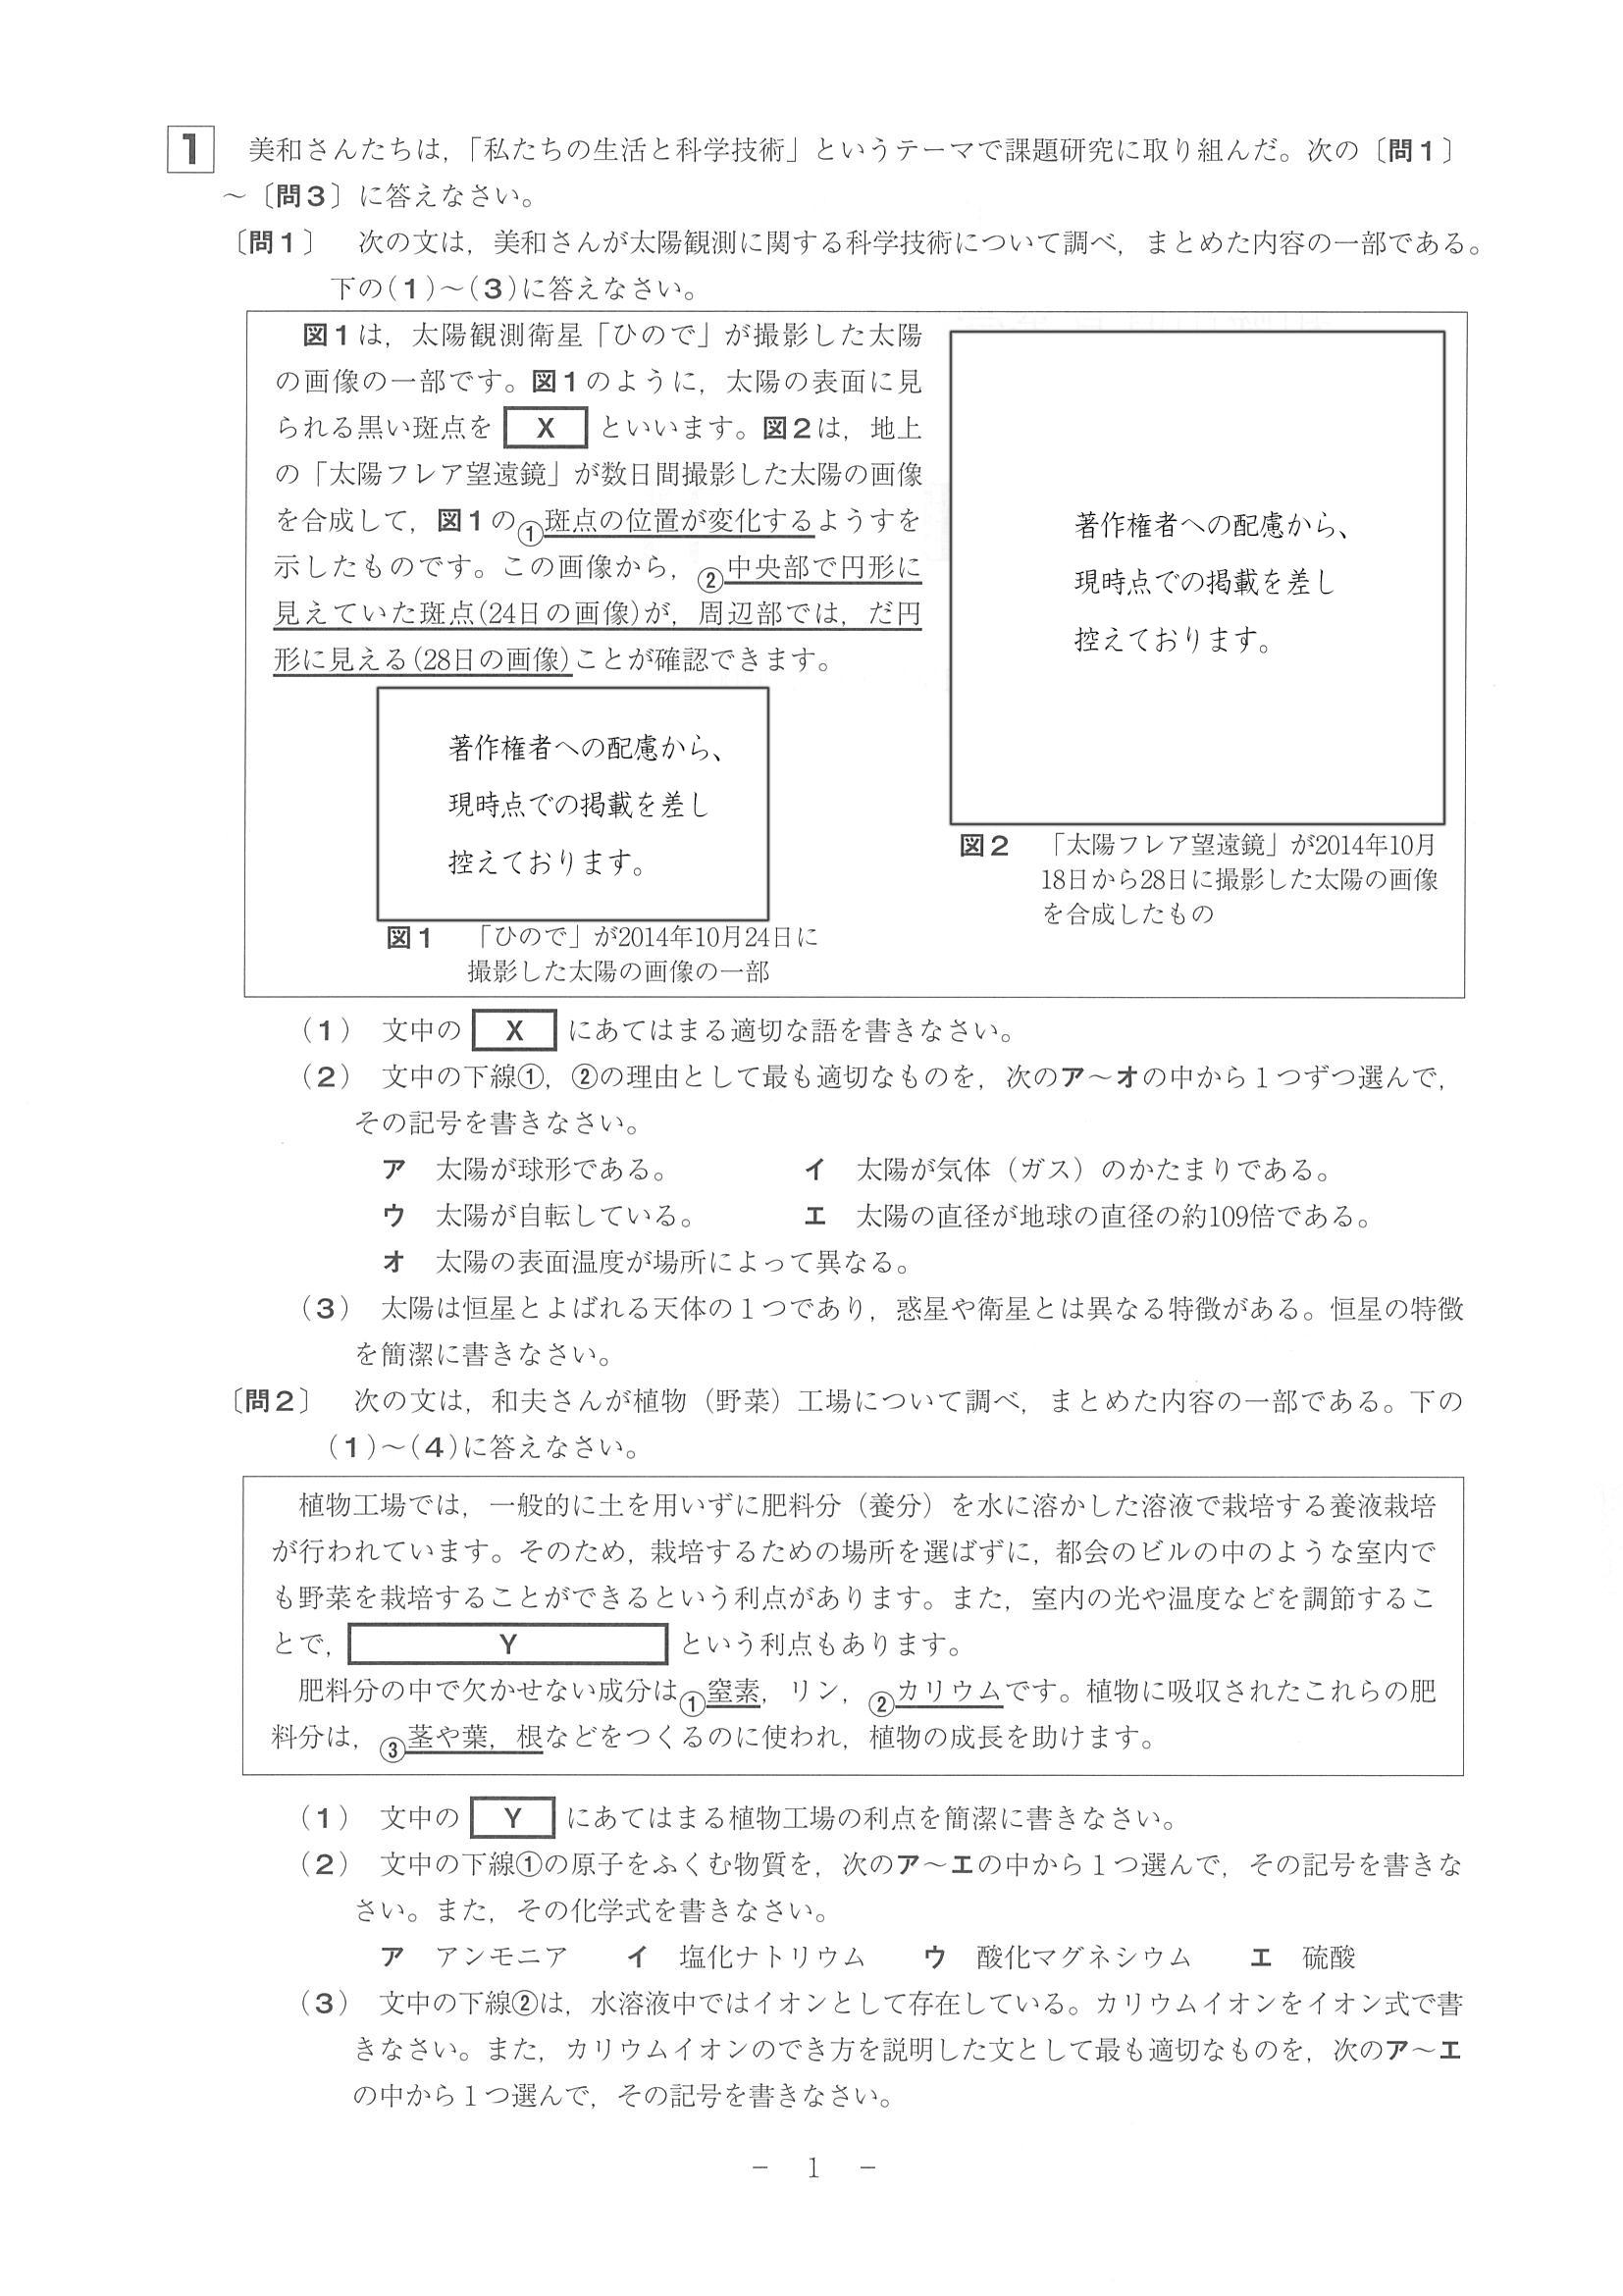 1 美和さんたちは，「私たちの生活と科学技術」というテーマで課題研究に取り組んだ。次の〔問１〕
～〔問３〕に答えなさい。
〔問１〕 次の文は，美和さんが太陽観測に関する科学技術について調べ，まとめた内容の一部である。
下の(１)～(３)に答えなさい。
図１は，太陽観測衛星「ひので」が撮影した太陽
の画像の一部です。図１のように，太陽の表面に見
られる黒い斑点を X といいます。図２は，地上
の「太陽フレア望遠鏡」が数日間撮影した太陽の画像
を合成して，図１の①斑点の位置が変化するようすを
示したものです。この画像から，②中央部で円形に
見えていた斑点(24日の画像)が，周辺部では，だ円
形に見える(28日の画像)ことが確認できます。
著作権者への配慮から、
現時点での掲載を差し
控えております。
図１ 「ひので」が2014年10月24日に
撮影した太陽の画像の一部
著作権者への配慮から、
現時点での掲載を差し
控えております。
図２ 「太陽フレア望遠鏡」が2014年10月
18日から28日に撮影した太陽の画像
を合成したもの
(１) 文中の X にあてはまる適切な語を書きなさい。
(２) 文中の下線①，②の理由として最も適切なものを，次のア～オの中から１つずつ選んで，
その記号を書きなさい。
ア 太陽が球形である。 イ 太陽が気体（ガス）のかたまりである。
ウ 太陽が自転している。 エ 太陽の直径が地球の直径の約109倍である。
オ 太陽の表面温度が場所によって異なる。
(３) 太陽は恒星とよばれる天体の１つであり，惑星や衛星とは異なる特徴がある。恒星の特徴
を簡潔に書きなさい。
〔問２〕 次の文は，和夫さんが植物（野菜）工場について調べ，まとめた内容の一部である。下の
(１)～(４)に答えなさい。
植物工場では，一般的に土を用いずに肥料分（養分）を水に溶かした溶液で栽培する養液栽培
が行われています。そのため，栽培するための場所を選ばずに，都会のビルの中のような室内で
も野菜を栽培することができるという利点があります。また，室内の光や温度などを調節するこ
とで， Y という利点もあります。
肥料分の中で欠かせない成分は①窒素，リン，②カリウムです。植物に吸収されたこれらの肥
料分は，③茎や葉，根などをつくるのに使われ，植物の成長を助けます。
(１) 文中の Y にあてはまる植物工場の利点を簡潔に書きなさい。
(２) 文中の下線①の原子をふくむ物質を，次のア～エの中から１つ選んで，その記号を書きな
さい。また，その化学式を書きなさい。
ア アンモニア イ 塩化ナトリウム ウ 酸化マグネシウム エ 硫酸
(３) 文中の下線②は，水溶液中ではイオンとして存在している。カリウムイオンをイオン式で書
きなさい。また，カリウムイオンのでき方を説明した文として最も適切なものを，次のア～エ
の中から１つ選んで，その記号を書きなさい。
－ 1 －